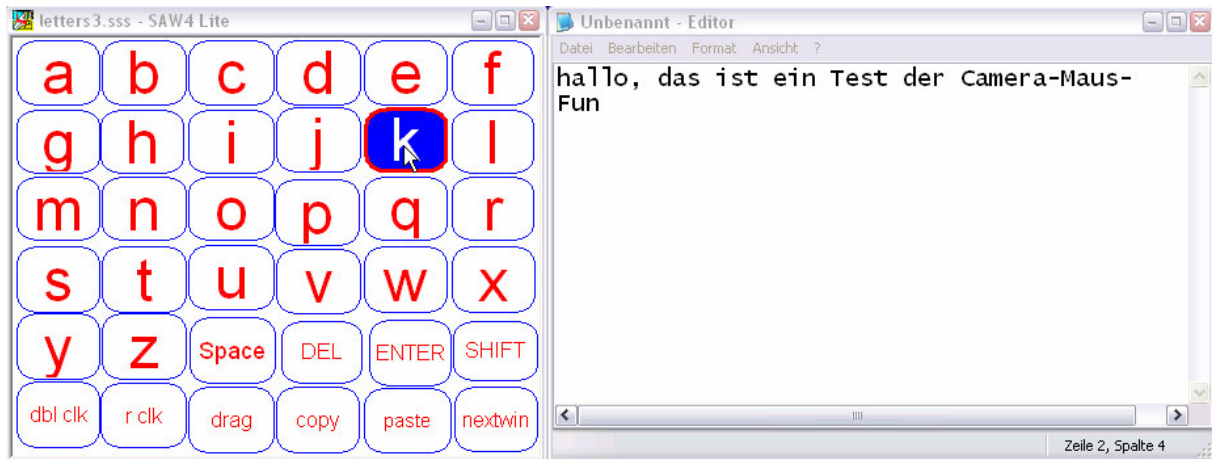 letters3.sss - SAW4 Lite
a b c d e f
g h i j k l
m n o p q r
s t u v w x
y z Space DEL ENTER SHIFT
dbl clk r clk drag copy paste nextwin
Unbenannt - Editor
Datei Bearbeiten Format Ansicht ?
hallo, das ist ein Test der Camera-Maus-
Fun
Zeile 2, Spalte 4